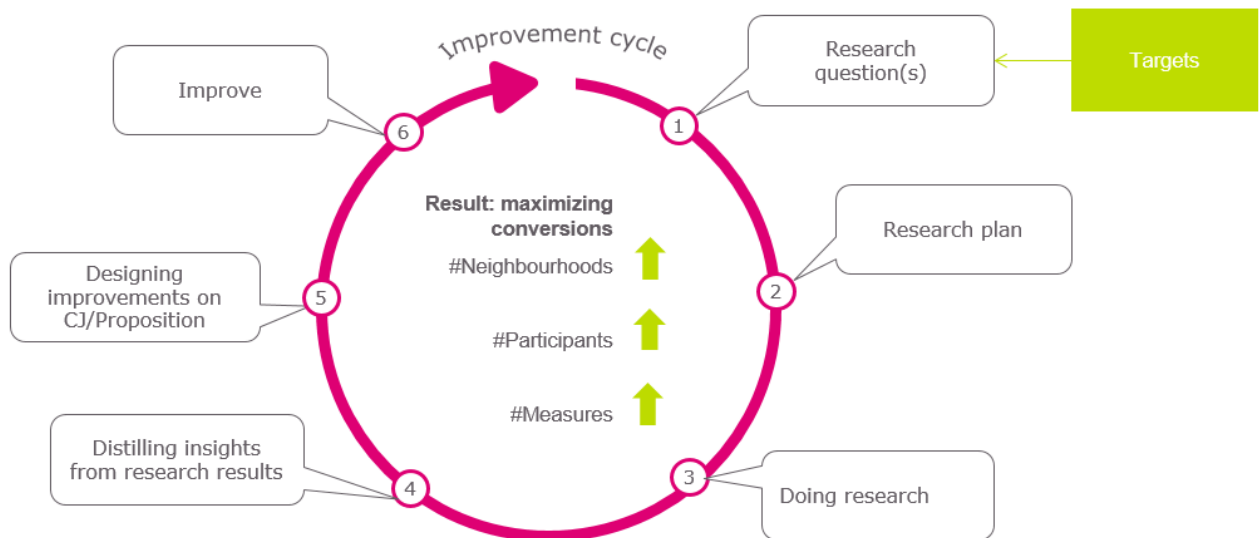 Improvement cycle
Research
question(s)
Targets
Improve
1
6
Result: maximizing
conversions
#Neighbourhoods
#Participants
#Measures
Research plan
2
Designing
improvements on
CJ/Proposition
5
Distilling insights
from research results
4
3
Doing research